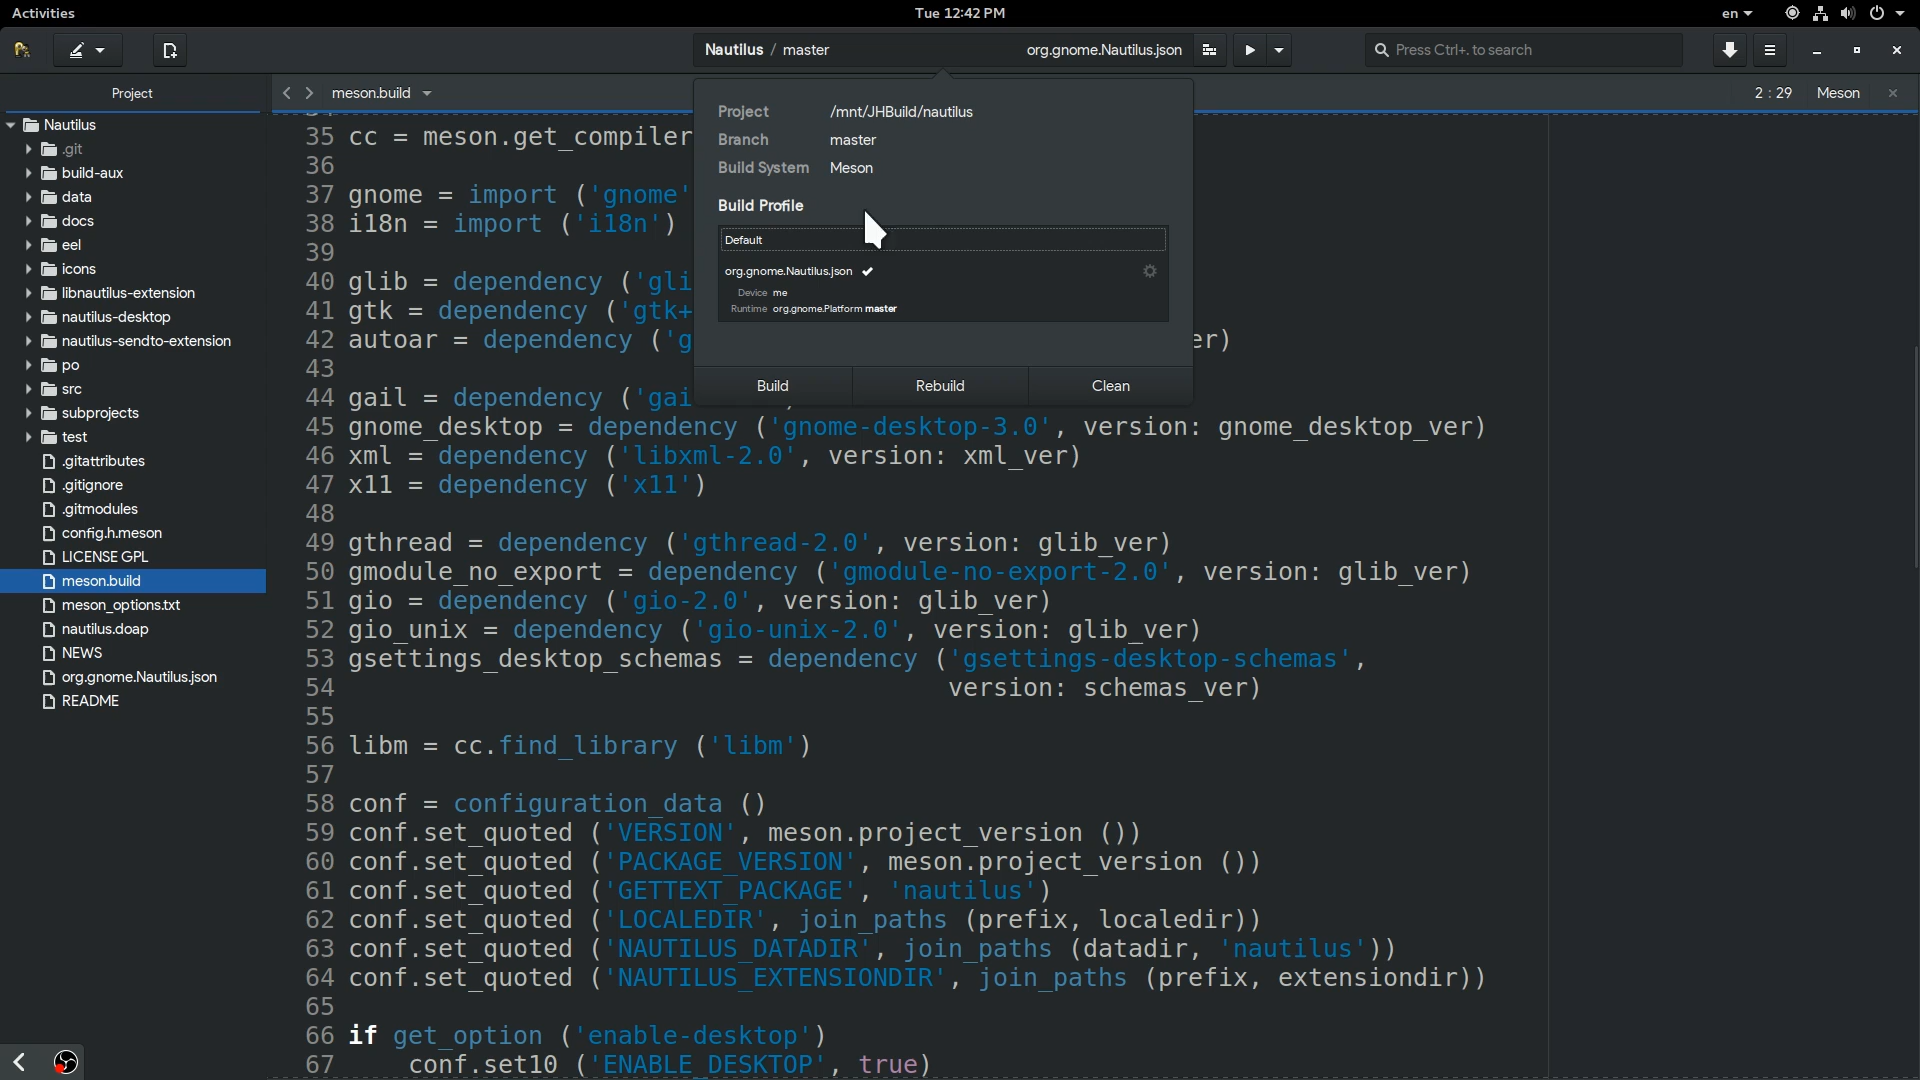 Activities
Tue 12:42 PM
en
Nautilus / master
org.gnome.Nautilus.json
Press Ctrl+. to search
Project
meson.build
2 : 29
Meson
Nautilus
.git
build-aux
data
docs
eel
icons
libnautilus-extension
nautilus-desktop
nautilus-sendto-extension
po
src
subprojects
test
.gitattributes
.gitignore
.gitmodules
config.h.meson
LICENSE GPL
meson.build
meson_options.txt
nautilus.doap
NEWS
org.gnome.Nautilus.json
README
Project /mnt/JHBuild/nautilus
Branch master
Build System Meson
Build Profile
Default
org.gnome.Nautilus.json
Device me
Runtime org.gnome.Platform master
Build Rebuild Clean
35 cc = meson.get_compiler
36
37 gnome = import ('gnome'
38 i18n = import ('i18n')
39
40 glib = dependency ('gli
41 gtk = dependency ('gtk+
42 autoar = dependency ('g er)
43
44 gail = dependency ('gai
45 gnome_desktop = dependency ('gnome-desktop-3.0', version: gnome_desktop_ver)
46 xml = dependency ('libxml-2.0', version: xml_ver)
47 x11 = dependency ('x11')
48
49 gthread = dependency ('gthread-2.0', version: glib_ver)
50 gmodule_no_export = dependency ('gmodule-no-export-2.0', version: glib_ver)
51 gio = dependency ('gio-2.0', version: glib_ver)
52 gio_unix = dependency ('gio-unix-2.0', version: glib_ver)
53 gsettings_desktop_schemas = dependency ('gsettings-desktop-schemas',
54 version: schemas_ver)
55
56 libm = cc.find_library ('libm')
57
58 conf = configuration_data ()
59 conf.set_quoted ('VERSION', meson.project_version ())
60 conf.set_quoted ('PACKAGE_VERSION', meson.project_version ())
61 conf.set_quoted ('GETTEXT_PACKAGE', 'nautilus')
62 conf.set_quoted ('LOCALEDIR', join_paths (prefix, localedir))
63 conf.set_quoted ('NAUTILUS_DATADIR', join_paths (datadir, 'nautilus'))
64 conf.set_quoted ('NAUTILUS_EXTENSIONDIR', join_paths (prefix, extensiondir))
65
66 if get_option ('enable-desktop')
67 conf.set10 ('ENABLE_DESKTOP', true)